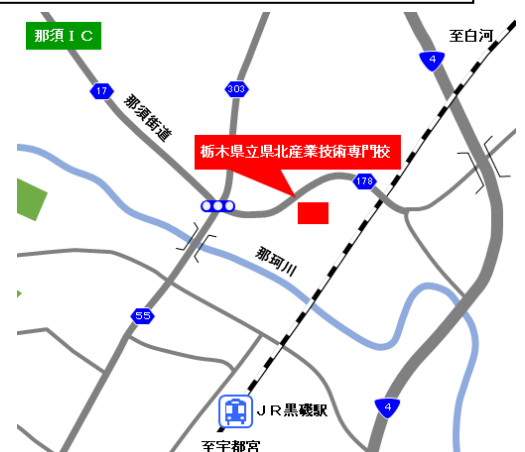 那須ＩＣ
至白河
4
17
303
那須街道
栃木県立県北産業技術専門校
178
那珂川
55
ＪＲ黒磯駅
4
至宇都宮